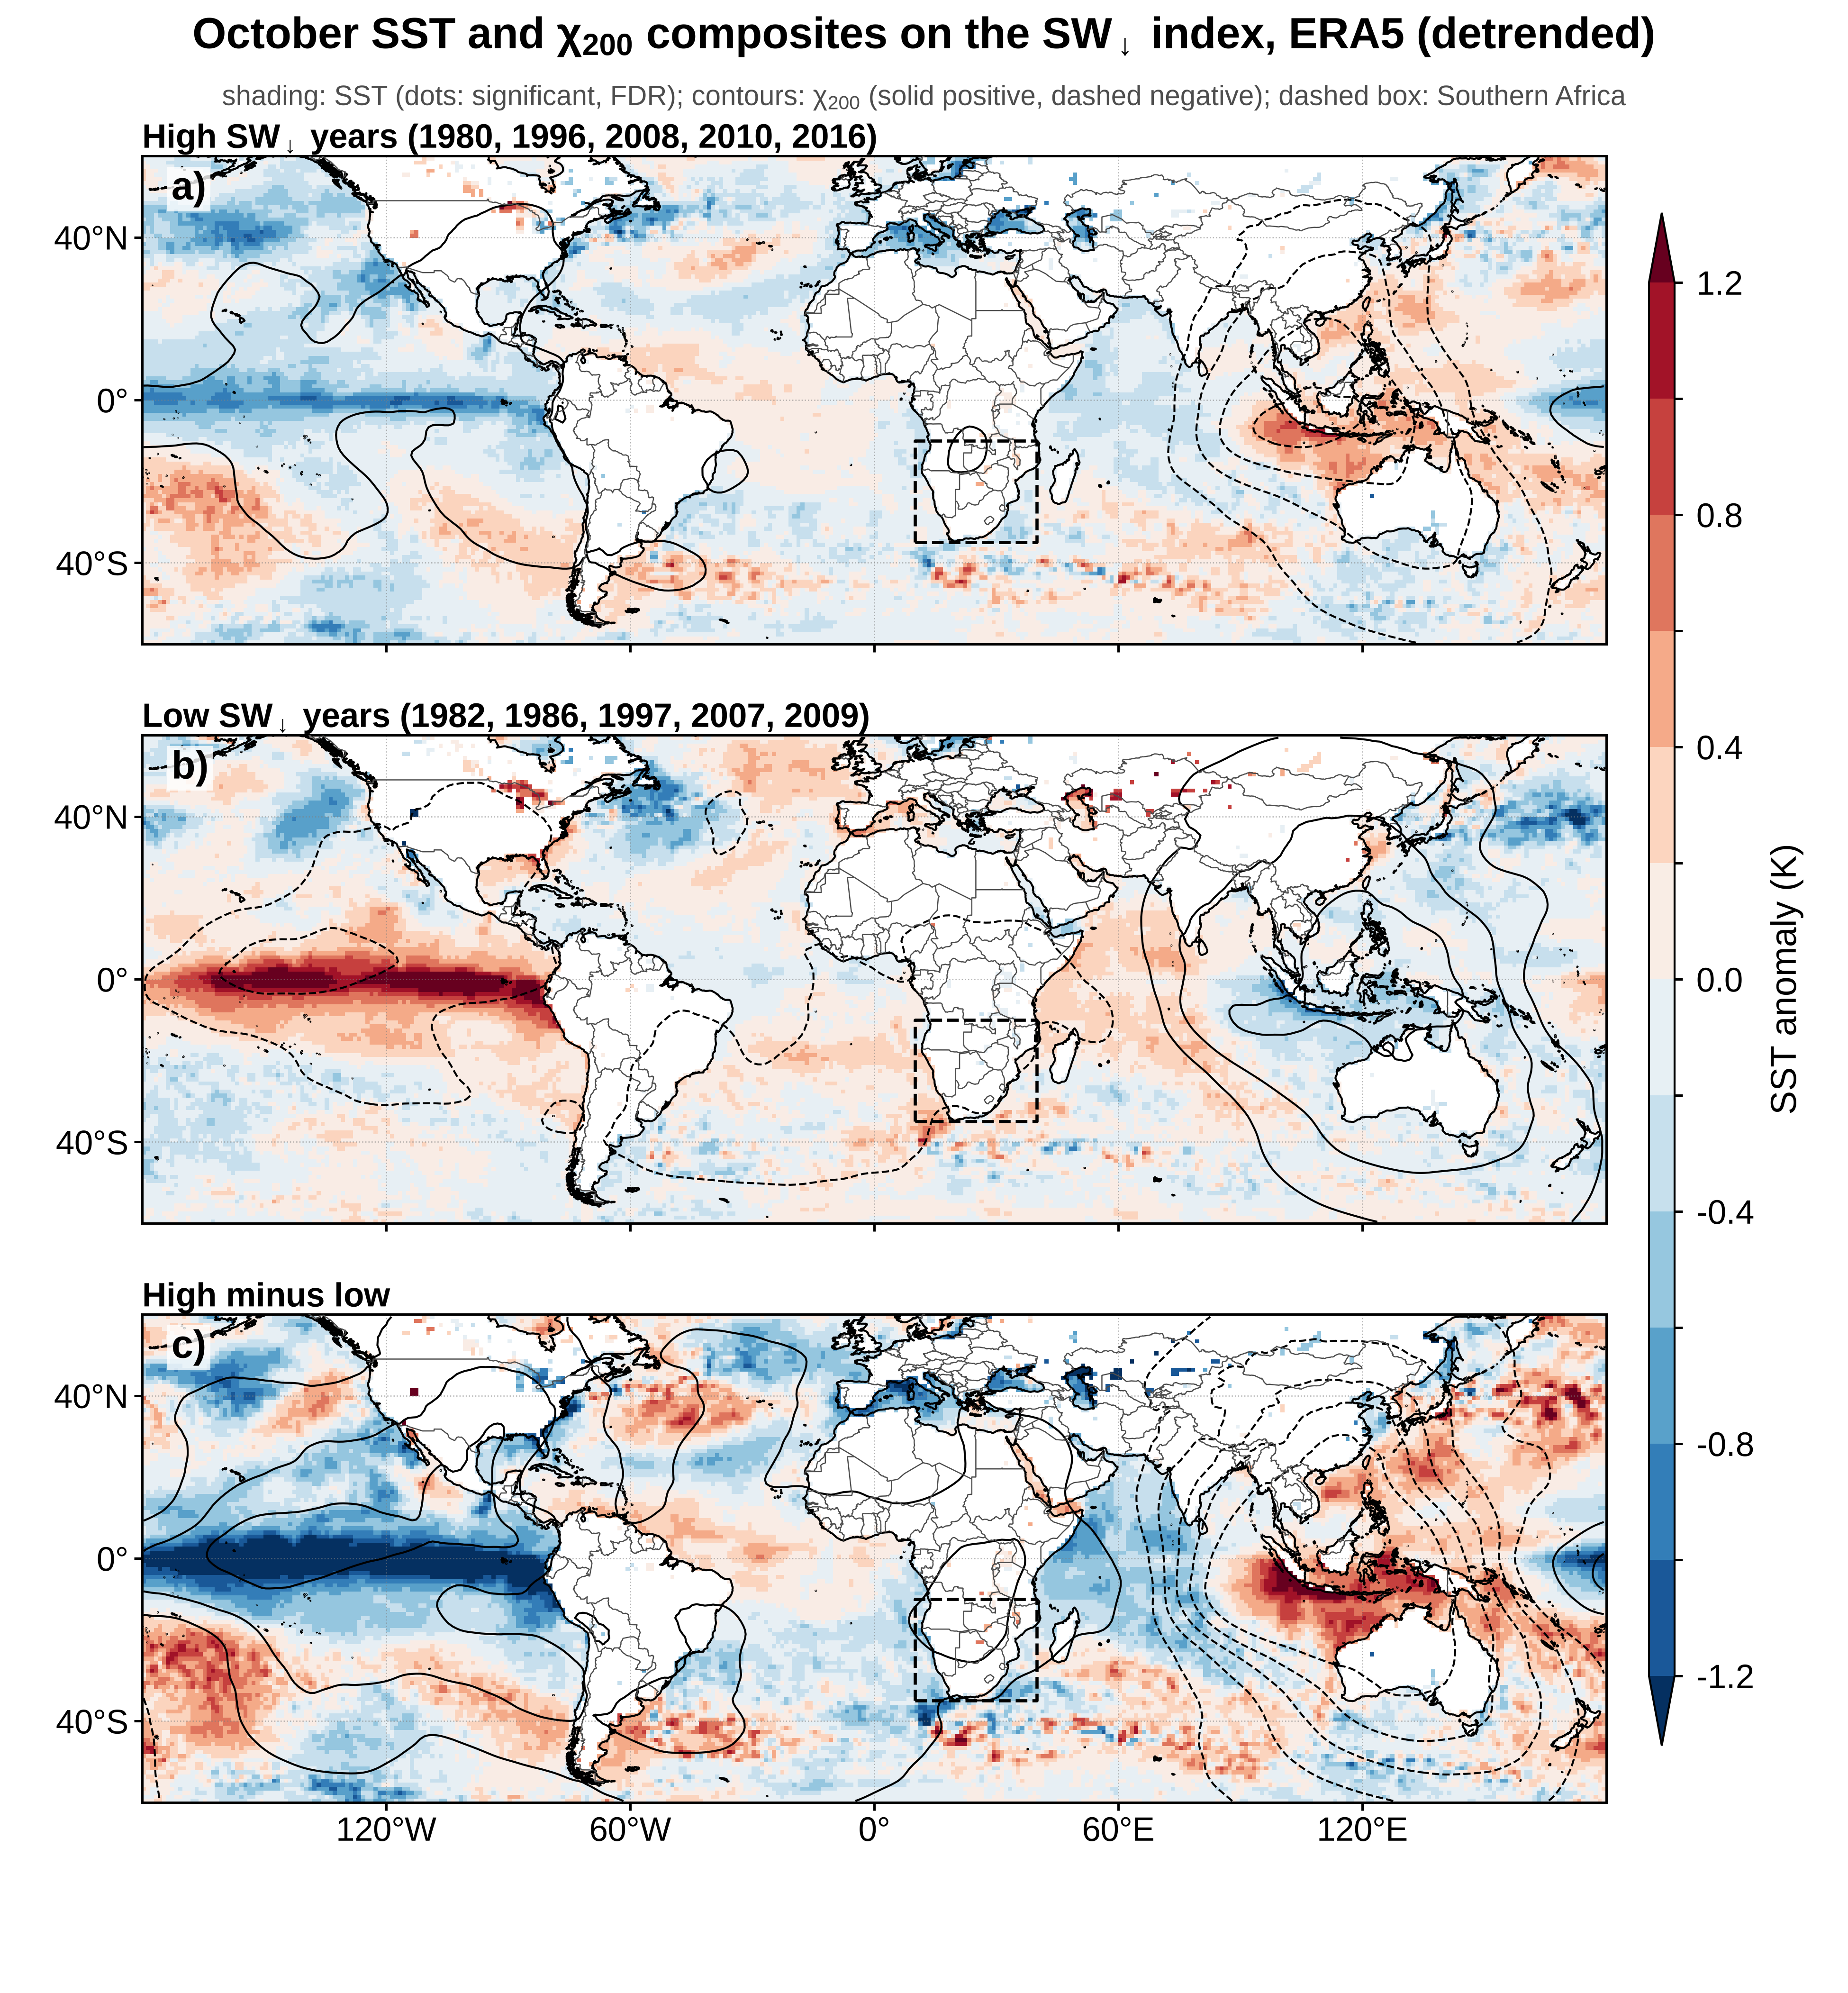 October SST and χ₂₀₀ composites on the SW↓ index, ERA5 (detrended)
shading: SST (dots: significant, FDR); contours: χ₂₀₀ (solid positive, dashed negative); dashed box: Southern Africa
High SW↓ years (1980, 1996, 2008, 2010, 2016)
a)
40°N
0°
40°S
Low SW↓ years (1982, 1986, 1997, 2007, 2009)
b)
40°N
0°
40°S
High minus low
c)
40°N
0°
40°S
120°W
60°W
0°
60°E
120°E
1.2
0.8
0.4
0.0
-0.4
-0.8
-1.2
SST anomaly (K)